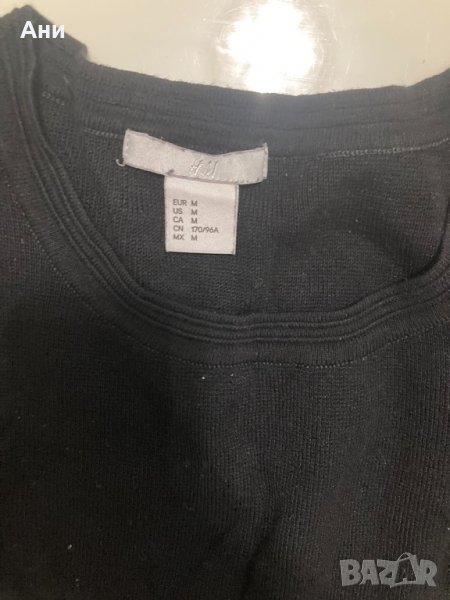 Ани
H&M
EUR M
US M
CA M
CN 170/96A
MX M
BAZAR